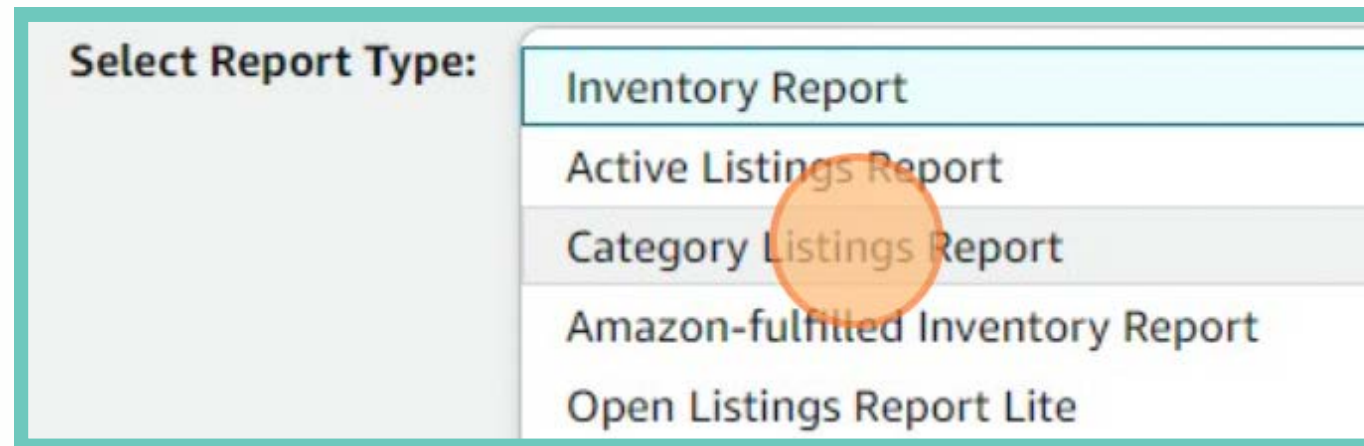 Select Report Type:
Inventory Report
Active Listings Report
Category Listings Report
Amazon-fulfilled Inventory Report
Open Listings Report Lite